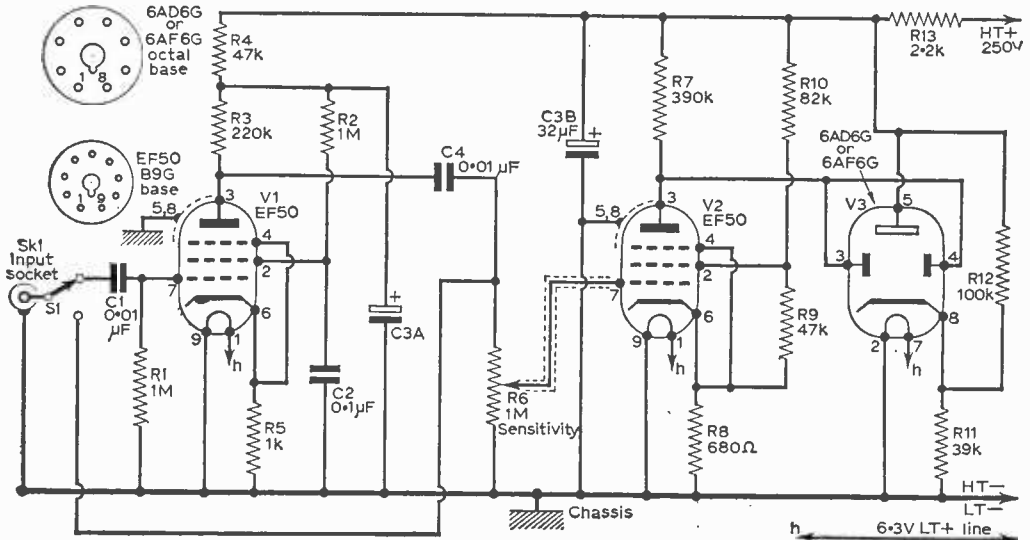 6AD6G
or
6AF6G
octal
base
1 8
EF50
B9G
base
1 9
R4
47k
R3
220k
R2
1M
C4
0·01 µF
5,8
3
V1
EF50
4
2
7
6
9
1
h
Sk1
Input
socket
S1
C1
0·01
µF
R1
1M
R5
1k
C2
0·1µF
+
C3A
R6
1M
Sensitivity
C3B
32µF
+
R7
390k
R10
82k
5,8
3
V2
EF50
4
2
7
6
9
1
h
R9
47k
R8
680Ω
R13
2·2k
HT+
250V
6AD6G
or
6AF6G
V3
5
3
4
8
2
7
h
R12
100k
R11
39k
Chassis
HT−
LT−
h
6·3V LT+ line